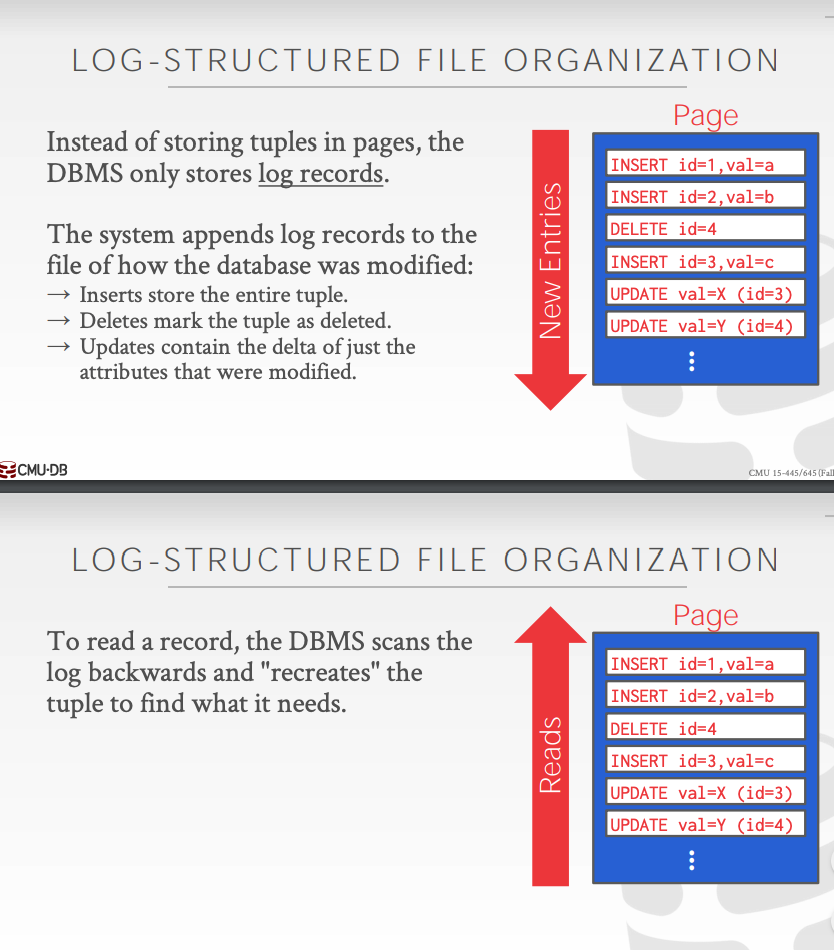 LOG-STRUCTURED FILE ORGANIZATION
Instead of storing tuples in pages, the
DBMS only stores log records.
The system appends log records to the
file of how the database was modified:
→ Inserts store the entire tuple.
→ Deletes mark the tuple as deleted.
→ Updates contain the delta of just the
attributes that were modified.
New Entries
Page
INSERT id=1,val=a
INSERT id=2,val=b
DELETE id=4
INSERT id=3,val=c
UPDATE val=X (id=3)
UPDATE val=Y (id=4)
⋮
CMU·DB
CMU 15-445/645 (Fall
LOG-STRUCTURED FILE ORGANIZATION
To read a record, the DBMS scans the
log backwards and "recreates" the
tuple to find what it needs.
Reads
Page
INSERT id=1,val=a
INSERT id=2,val=b
DELETE id=4
INSERT id=3,val=c
UPDATE val=X (id=3)
UPDATE val=Y (id=4)
⋮